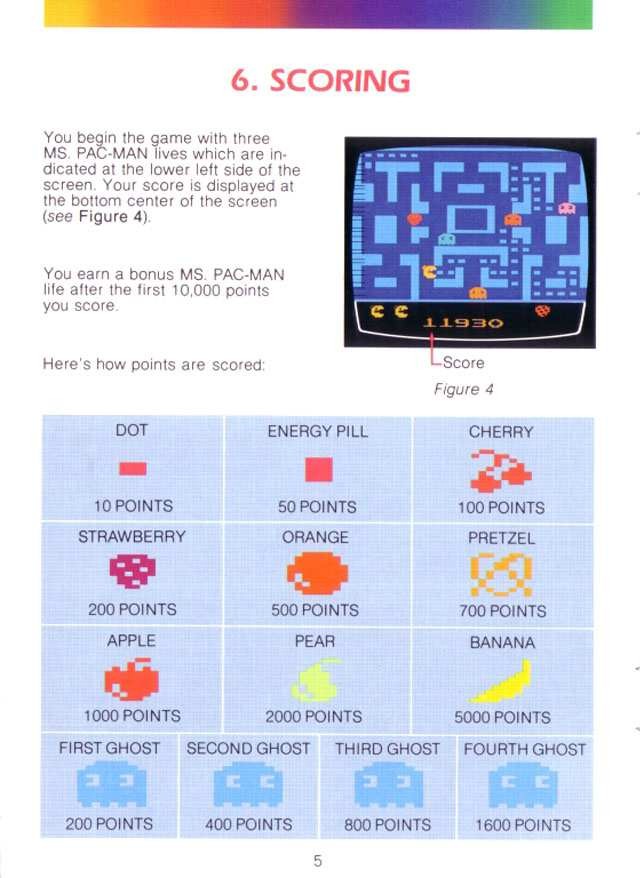 6. SCORING
You begin the game with three
MS. PAC-MAN lives which are in-
dicated at the lower left side of the
screen. Your score is displayed at
the bottom center of the screen
(see Figure 4).
You earn a bonus MS. PAC-MAN
life after the first 10,000 points
you score.
Here's how points are scored:
11930
Score
Figure 4
DOT ENERGY PILL CHERRY
10 POINTS 50 POINTS 100 POINTS
STRAWBERRY ORANGE PRETZEL
200 POINTS 500 POINTS 700 POINTS
APPLE PEAR BANANA
1000 POINTS 2000 POINTS 5000 POINTS
FIRST GHOST SECOND GHOST THIRD GHOST FOURTH GHOST
200 POINTS 400 POINTS 800 POINTS 1600 POINTS
5